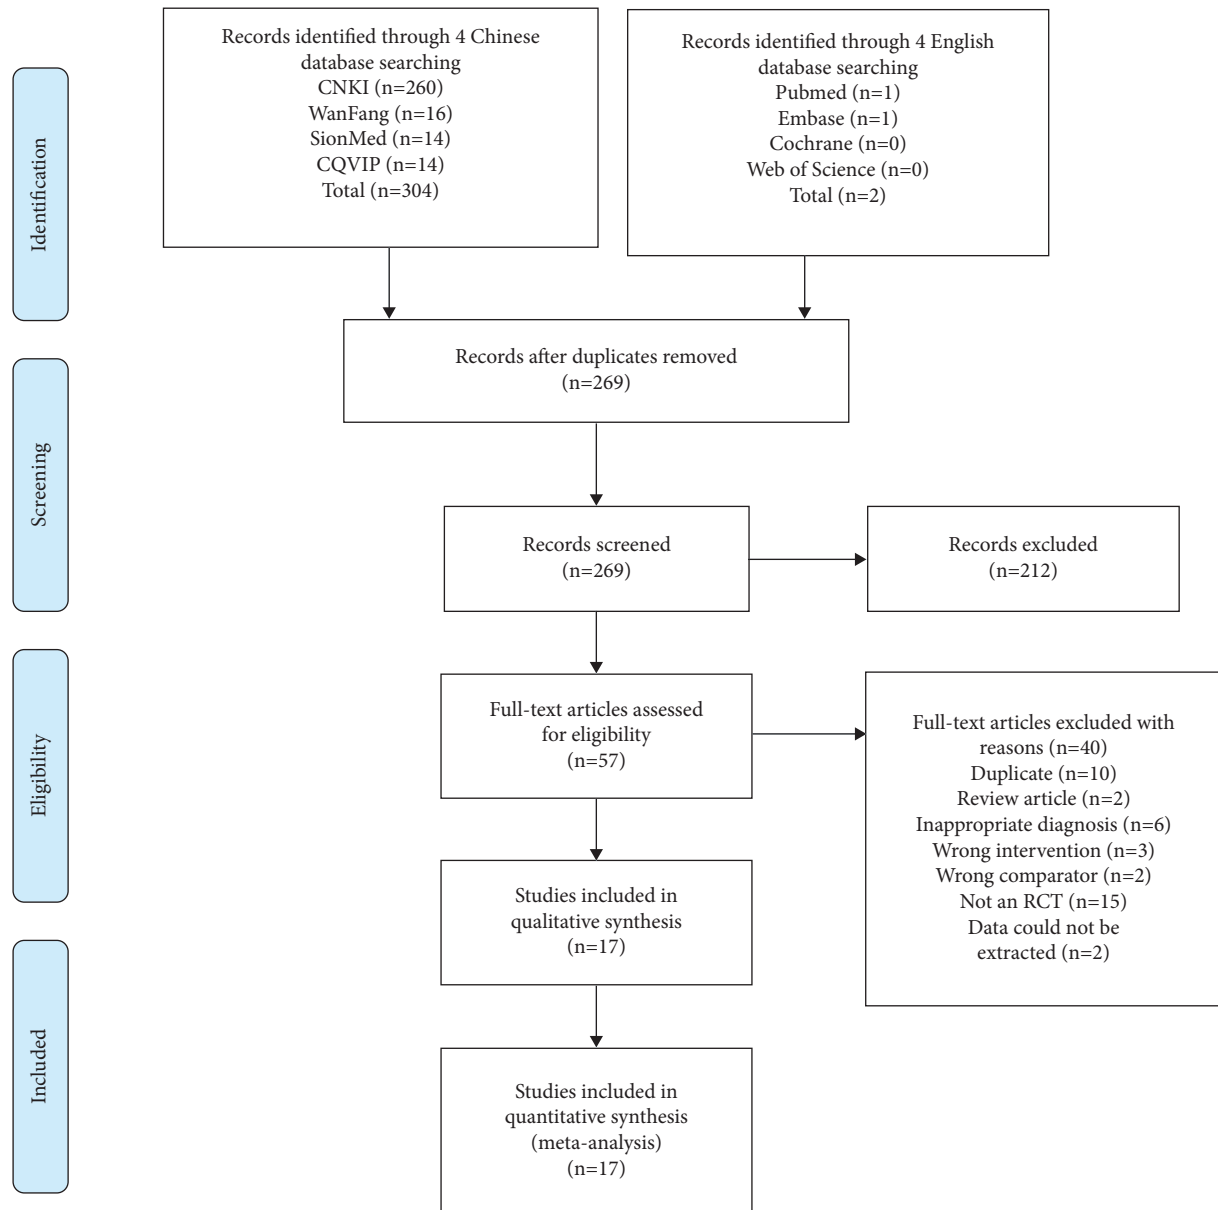 Identification
Records identified through 4 Chinese
database searching
CNKI (n=260)
WanFang (n=16)
SionMed (n=14)
CQVIP (n=14)
Total (n=304)
Records identified through 4 English
database searching
Pubmed (n=1)
Embase (n=1)
Cochrane (n=0)
Web of Science (n=0)
Total (n=2)
Records after duplicates removed
(n=269)
Screening
Records screened
(n=269)
Records excluded
(n=212)
Eligibility
Full-text articles assessed
for eligibility
(n=57)
Full-text articles excluded with
reasons (n=40)
Duplicate (n=10)
Review article (n=2)
Inappropriate diagnosis (n=6)
Wrong intervention (n=3)
Wrong comparator (n=2)
Not an RCT (n=15)
Data could not be
extracted (n=2)
Studies included in
qualitative synthesis
(n=17)
Included
Studies included in
quantitative synthesis
(meta-analysis)
(n=17)